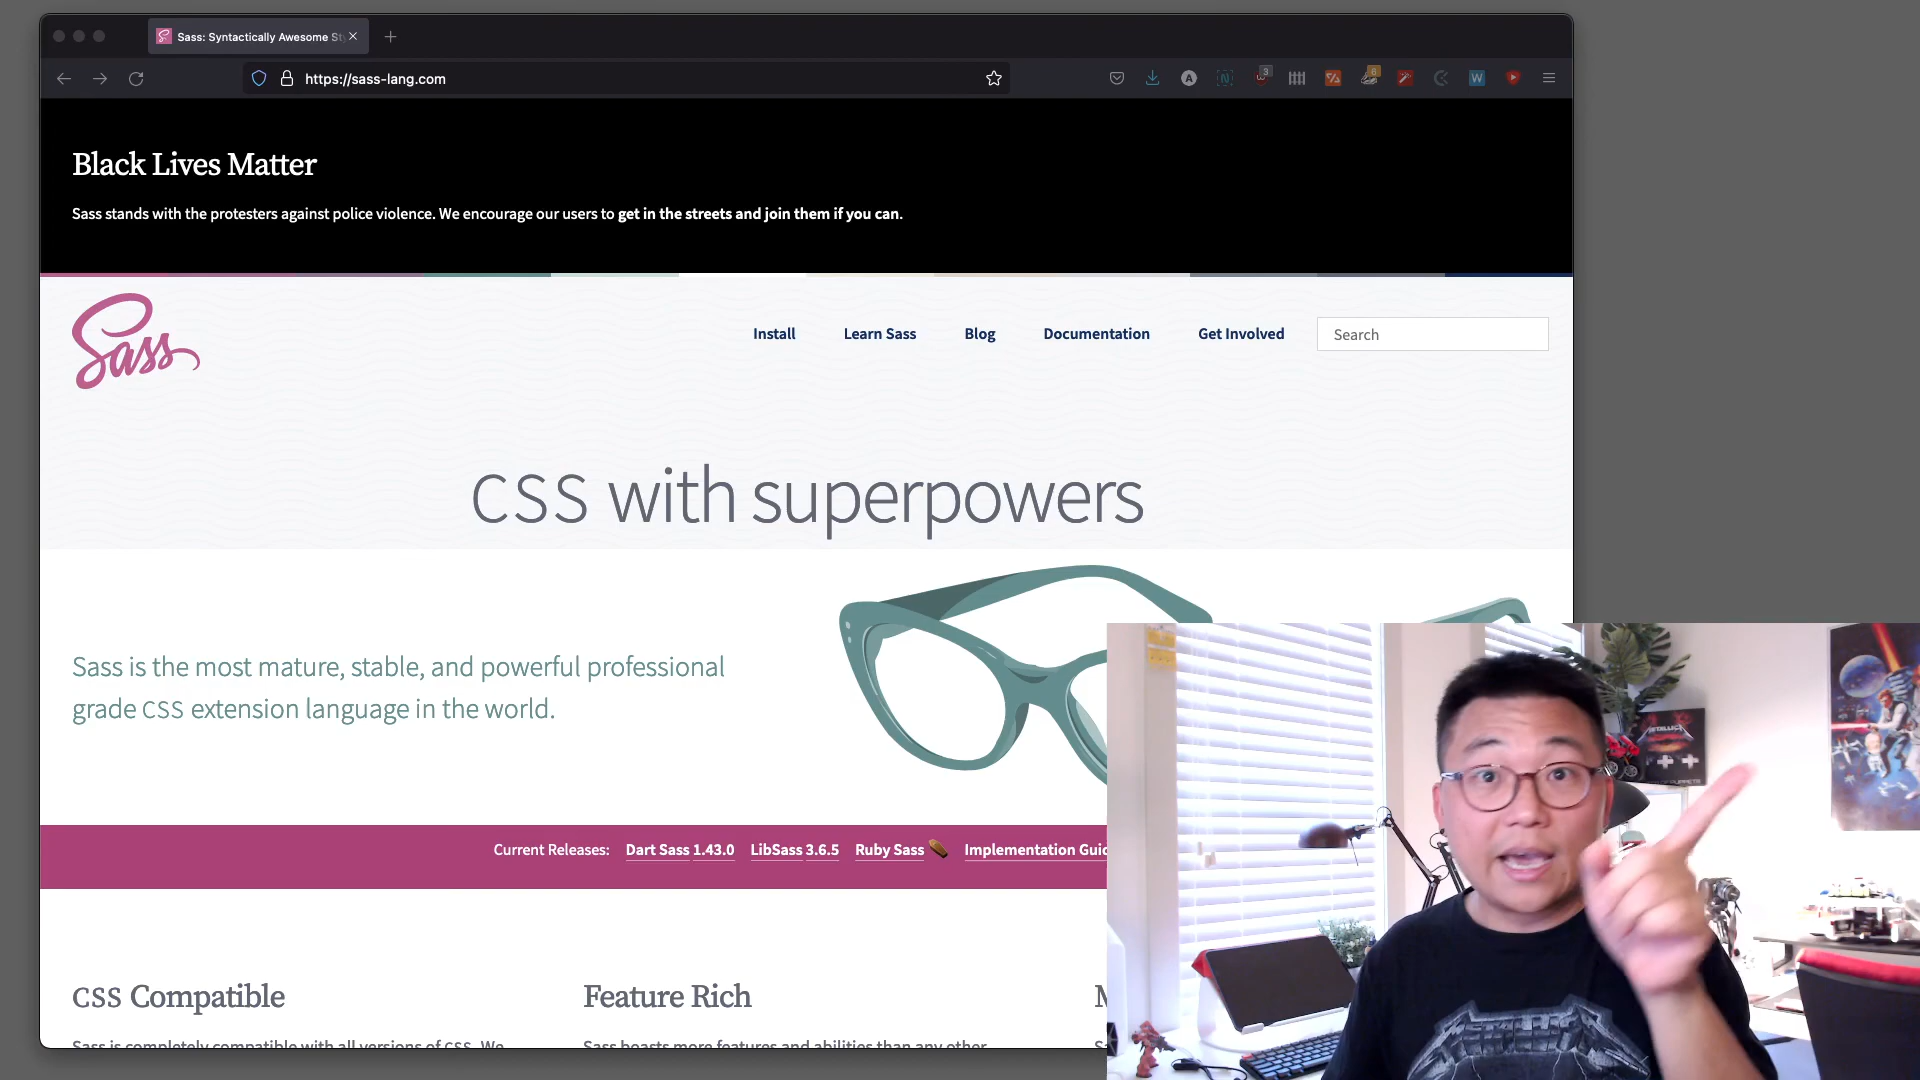 Sass: Syntactically Awesome St
https://sass-lang.com
A
N
3
6
W
Black Lives Matter
Sass stands with the protesters against police violence. We encourage our users to get in the streets and join them if you can.
Sass
Install
Learn Sass
Blog
Documentation
Get Involved
Search
CSS with superpowers
Sass is the most mature, stable, and powerful professional
grade CSS extension language in the world.
Current Releases: Dart Sass 1.43.0 LibSass 3.6.5 Ruby Sass Implementation Guid
CSS Compatible
Feature Rich
Sass is completely compatible with all versions of CSS. We
Sass boasts more features and abilities than any other
METALLICA
METALLICA